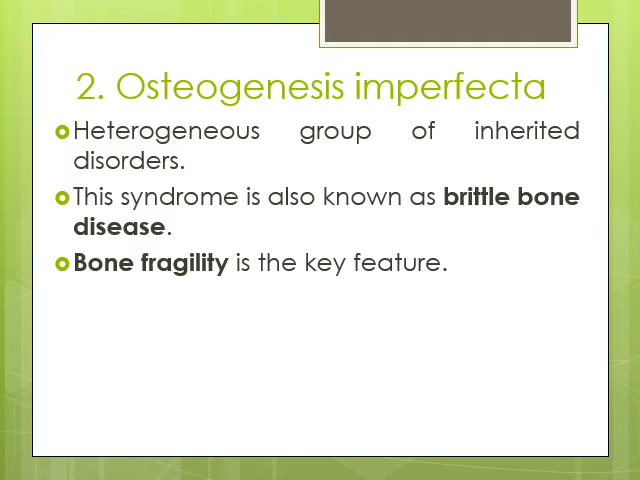 2. Osteogenesis imperfecta
Heterogeneous group of inherited
disorders.
This syndrome is also known as brittle bone
disease.
Bone fragility is the key feature.